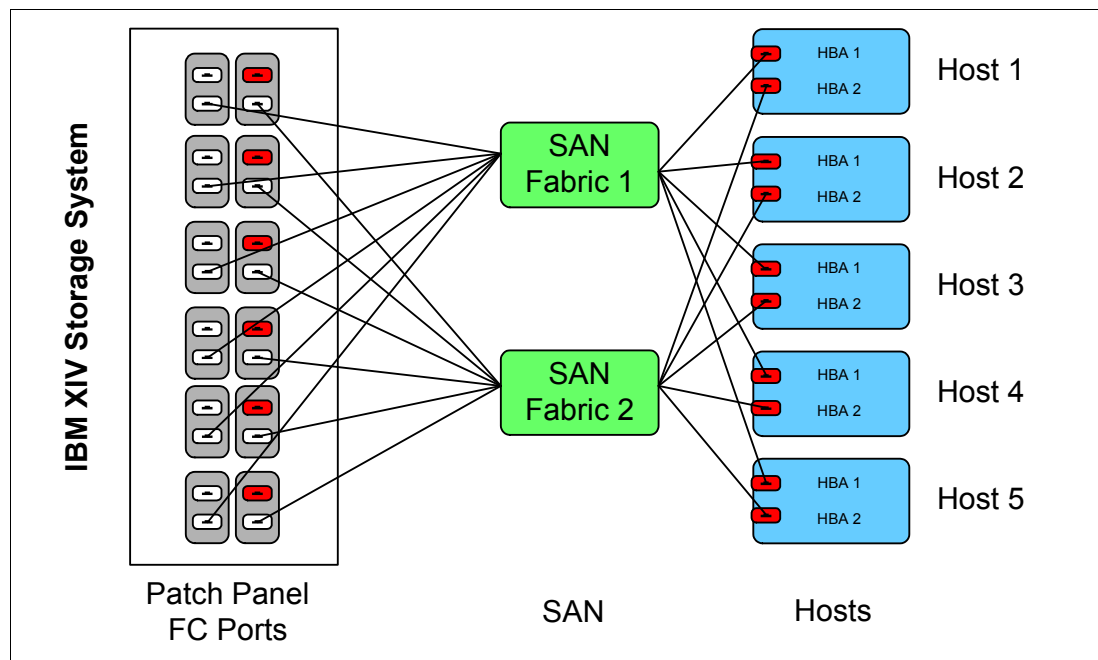 IBM XIV Storage System
Patch Panel
FC Ports
SAN
Fabric 1
SAN
Fabric 2
SAN
HBA 1
HBA 2
Host 1
HBA 1
HBA 2
Host 2
HBA 1
HBA 2
Host 3
HBA 1
HBA 2
Host 4
HBA 1
HBA 2
Host 5
Hosts